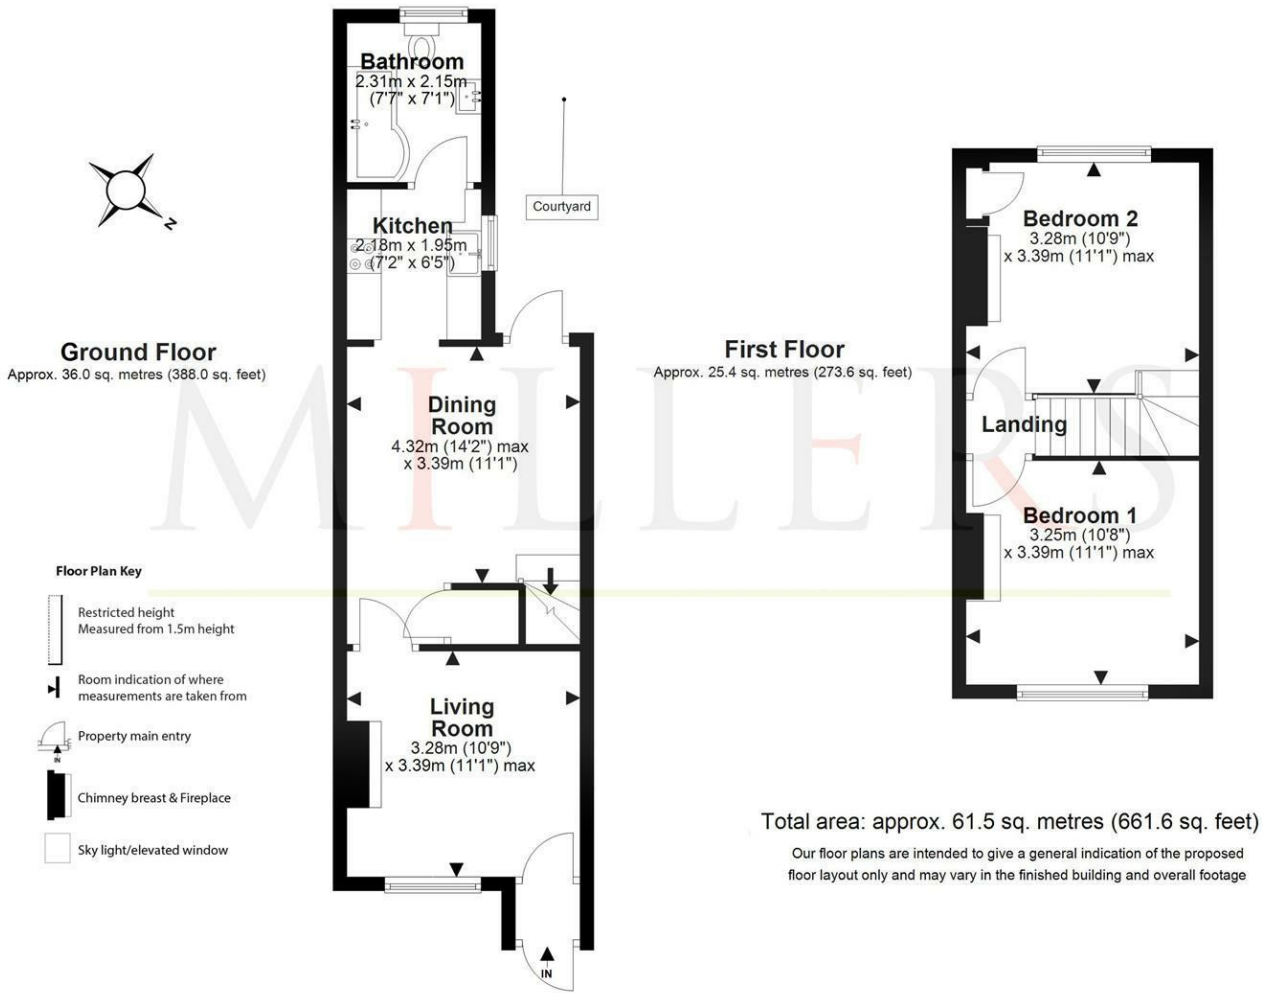 Bathroom
2.31m x 2.15m
(7'7" x 7'1")
Courtyard
N
Kitchen
2.18m x 1.95m
(7'2" x 6'5")
Ground Floor
Approx. 36.0 sq. metres (388.0 sq. feet)
Dining
Room
4.32m (14'2") max
x 3.39m (11'1")
MILLERS
Floor Plan Key
Restricted height
Measured from 1.5m height
Room indication of where
measurements are taken from
Property main entry
IN
Chimney breast & Fireplace
Sky light/elevated window
Living
Room
3.28m (10'9")
x 3.39m (11'1") max
IN
First Floor
Approx. 25.4 sq. metres (273.6 sq. feet)
Bedroom 2
3.28m (10'9")
x 3.39m (11'1") max
Landing
Bedroom 1
3.25m (10'8")
x 3.39m (11'1") max
Total area: approx. 61.5 sq. metres (661.6 sq. feet)
Our floor plans are intended to give a general indication of the proposed
floor layout only and may vary in the finished building and overall footage